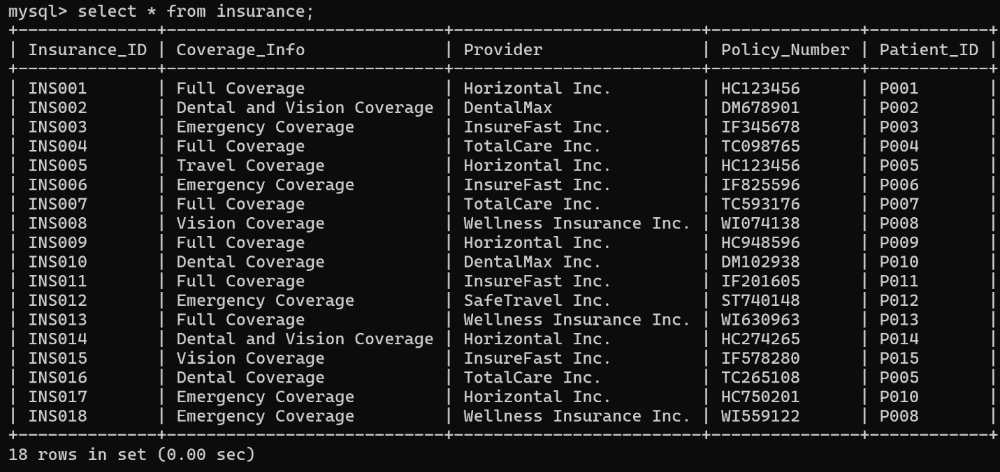 mysql> select * from insurance;
+--------------+----------------------------+--------------------------+---------------+------------+
| Insurance_ID | Coverage_Info              | Provider                 | Policy_Number | Patient_ID |
+--------------+----------------------------+--------------------------+---------------+------------+
| INS001       | Full Coverage              | Horizontal Inc.          | HC123456      | P001       |
| INS002       | Dental and Vision Coverage | DentalMax                | DM678901      | P002       |
| INS003       | Emergency Coverage         | InsureFast Inc.          | IF345678      | P003       |
| INS004       | Full Coverage              | TotalCare Inc.           | TC098765      | P004       |
| INS005       | Travel Coverage            | Horizontal Inc.          | HC123456      | P005       |
| INS006       | Emergency Coverage         | InsureFast Inc.          | IF825596      | P006       |
| INS007       | Full Coverage              | TotalCare Inc.           | TC593176      | P007       |
| INS008       | Vision Coverage            | Wellness Insurance Inc.  | WI074138      | P008       |
| INS009       | Full Coverage              | Horizontal Inc.          | HC948596      | P009       |
| INS010       | Dental Coverage            | DentalMax Inc.           | DM102938      | P010       |
| INS011       | Full Coverage              | InsureFast Inc.          | IF201605      | P011       |
| INS012       | Emergency Coverage         | SafeTravel Inc.          | ST740148      | P012       |
| INS013       | Full Coverage              | Wellness Insurance Inc.  | WI630963      | P013       |
| INS014       | Dental and Vision Coverage | Horizontal Inc.          | HC274265      | P014       |
| INS015       | Vision Coverage            | InsureFast Inc.          | IF578280      | P015       |
| INS016       | Dental Coverage            | TotalCare Inc.           | TC265108      | P005       |
| INS017       | Emergency Coverage         | Horizontal Inc.          | HC750201      | P010       |
| INS018       | Emergency Coverage         | Wellness Insurance Inc.  | WI559122      | P008       |
+--------------+----------------------------+--------------------------+---------------+------------+
18 rows in set (0.00 sec)